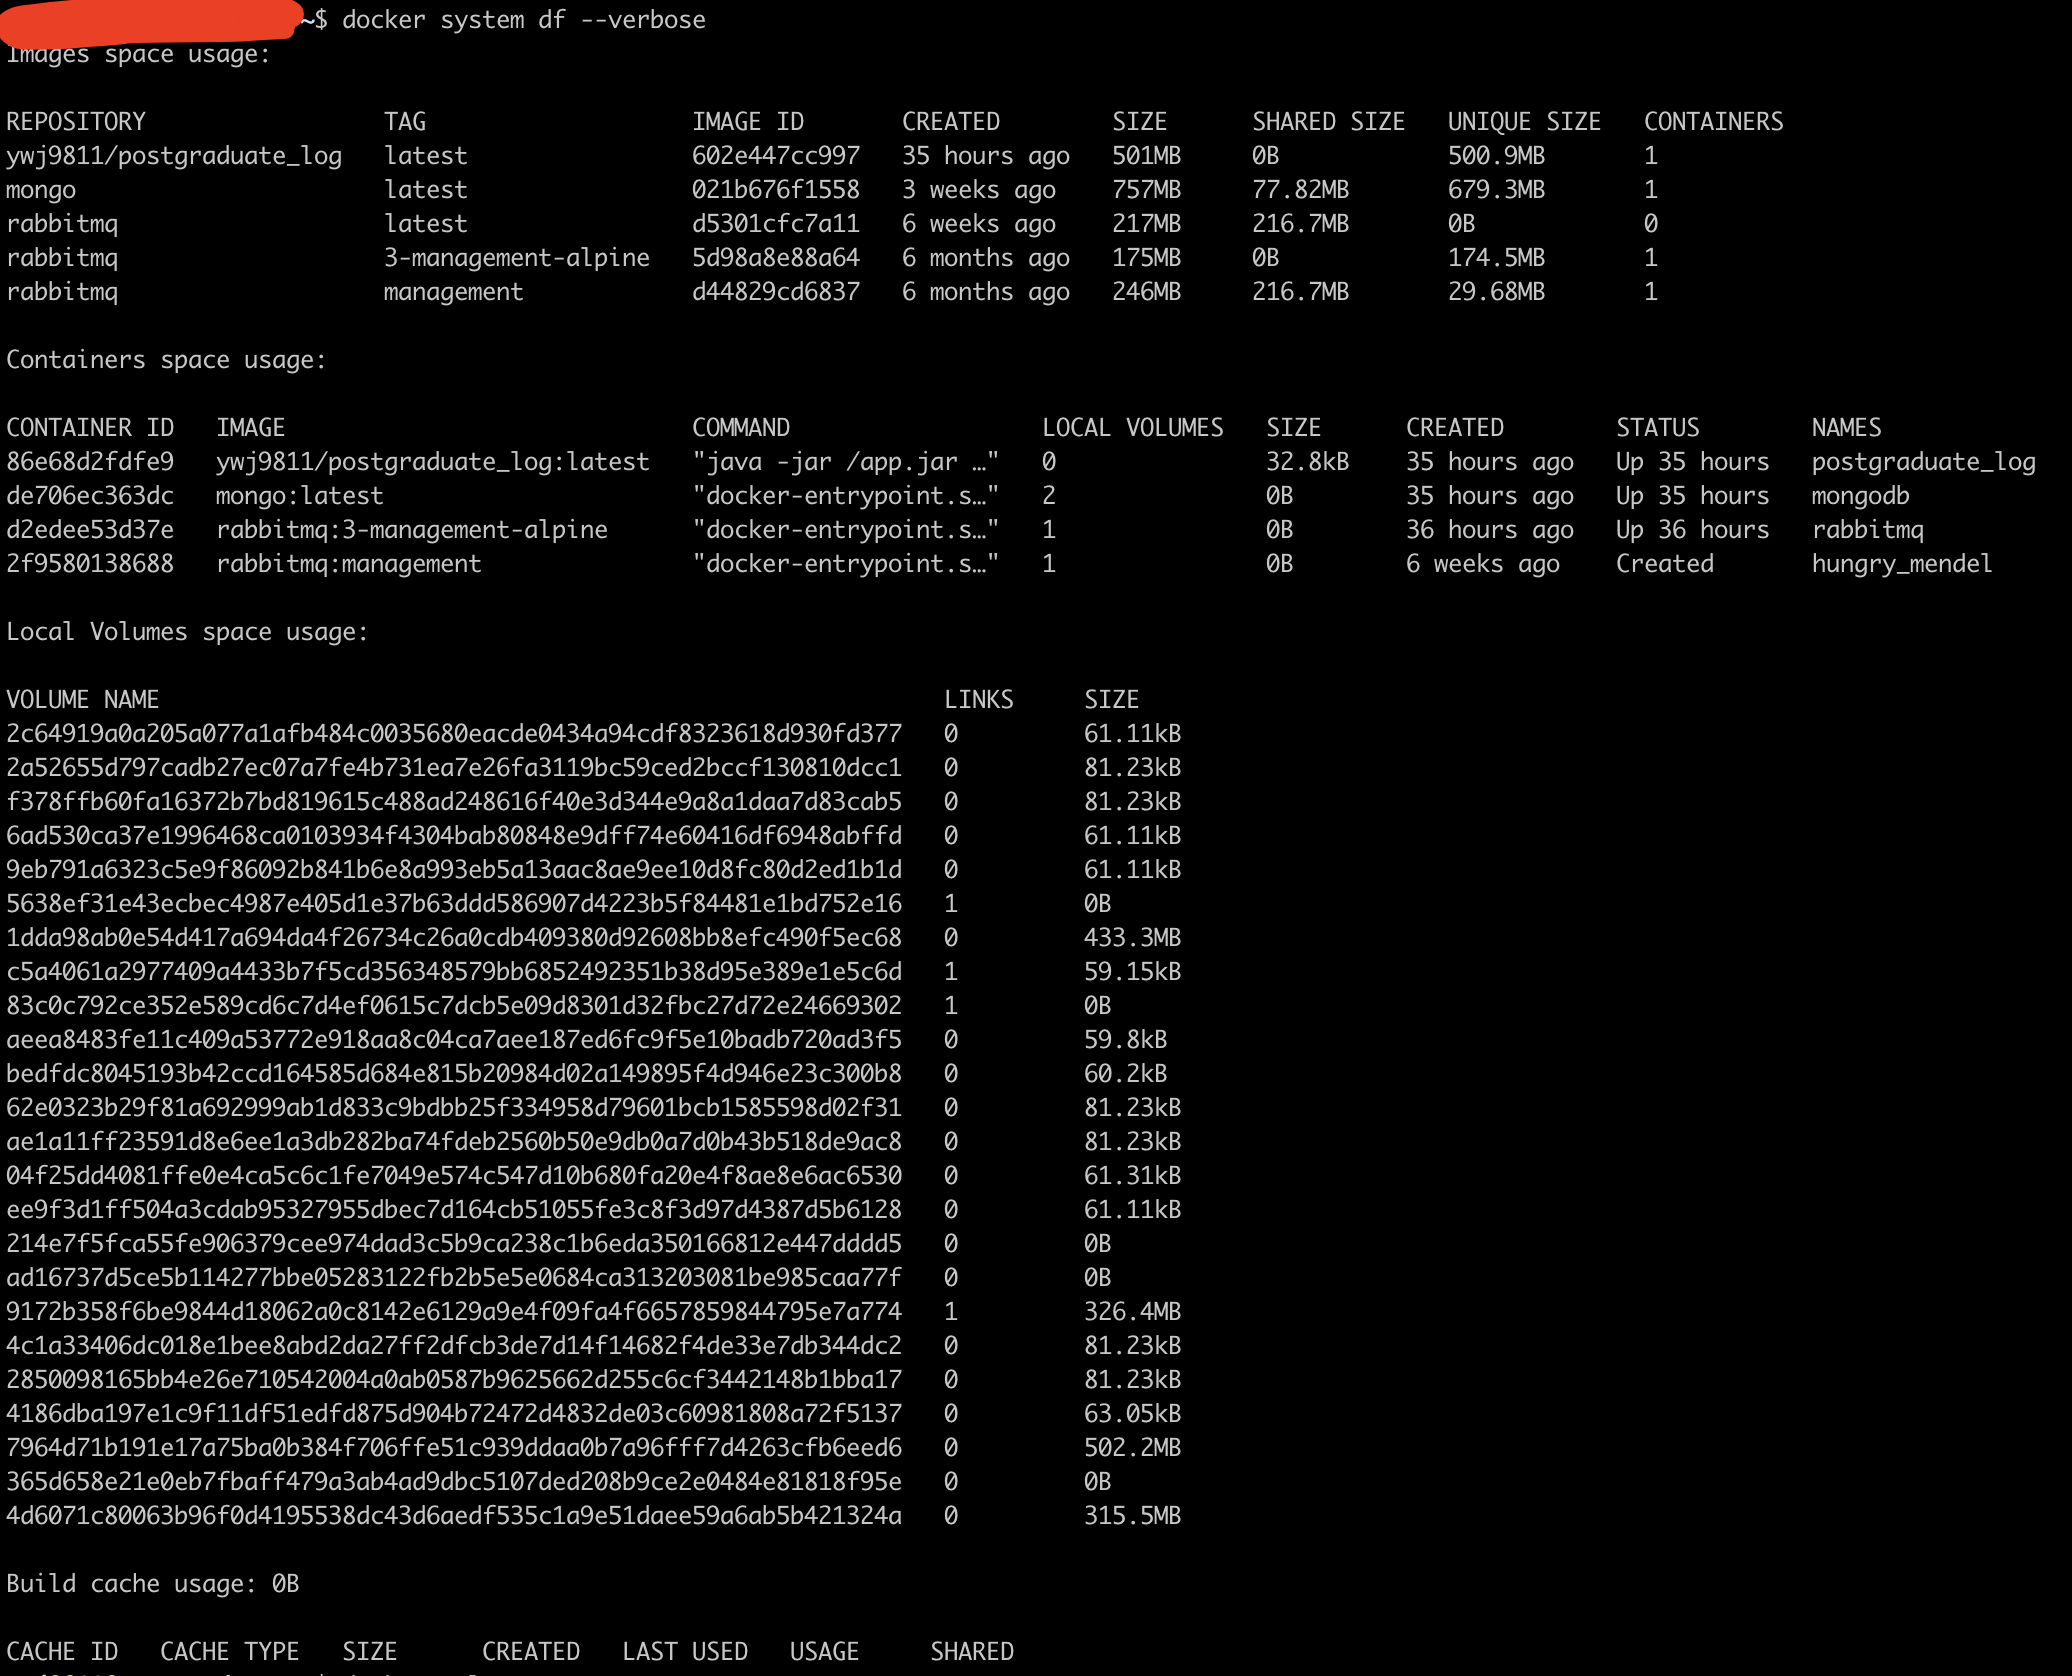 ~$ docker system df --verbose
Images space usage:
REPOSITORY TAG IMAGE ID CREATED SIZE SHARED SIZE UNIQUE SIZE CONTAINERS
ywj9811/postgraduate_log latest 602e447cc997 35 hours ago 501MB 0B 500.9MB 1
mongo latest 021b676f1558 3 weeks ago 757MB 77.82MB 679.3MB 1
rabbitmq latest d5301cfc7a11 6 weeks ago 217MB 216.7MB 0B 0
rabbitmq 3-management-alpine 5d98a8e88a64 6 months ago 175MB 0B 174.5MB 1
rabbitmq management d44829cd6837 6 months ago 246MB 216.7MB 29.68MB 1
Containers space usage:
CONTAINER ID IMAGE COMMAND LOCAL VOLUMES SIZE CREATED STATUS NAMES
86e68d2fdfe9 ywj9811/postgraduate_log:latest "java -jar /app.jar …" 0 32.8kB 35 hours ago Up 35 hours postgraduate_log
de706ec363dc mongo:latest "docker-entrypoint.s…" 2 0B 35 hours ago Up 35 hours mongodb
d2edee53d37e rabbitmq:3-management-alpine "docker-entrypoint.s…" 1 0B 36 hours ago Up 36 hours rabbitmq
2f9580138688 rabbitmq:management "docker-entrypoint.s…" 1 0B 6 weeks ago Created hungry_mendel
Local Volumes space usage:
VOLUME NAME LINKS SIZE
2c64919a0a205a077a1afb484c0035680eacde0434a94cdf8323618d930fd377 0 61.11kB
2a52655d797cadb27ec07a7fe4b731ea7e26fa3119bc59ced2bccf130810dcc1 0 81.23kB
f378ffb60fa16372b7bd819615c488ad248616f40e3d344e9a8a1daa7d83cab5 0 81.23kB
6ad530ca37e1996468ca0103934f4304bab80848e9dff74e60416df6948abffd 0 61.11kB
9eb791a6323c5e9f86092b841b6e8a993eb5a13aac8ae9ee10d8fc80d2ed1b1d 0 61.11kB
5638ef31e43ecbec4987e405d1e37b63ddd586907d4223b5f84481e1bd752e16 1 0B
1dda98ab0e54d417a694da4f26734c26a0cdb409380d92608bb8efc490f5ec68 0 433.3MB
c5a4061a2977409a4433b7f5cd356348579bb6852492351b38d95e389e1e5c6d 1 59.15kB
83c0c792ce352e589cd6c7d4ef0615c7dcb5e09d8301d32fbc27d72e24669302 1 0B
aeea8483fe11c409a53772e918aa8c04ca7aee187ed6fc9f5e10badb720ad3f5 0 59.8kB
bedfdc8045193b42ccd164585d684e815b20984d02a149895f4d946e23c300b8 0 60.2kB
62e0323b29f81a692999ab1d833c9bdbb25f334958d79601bcb1585598d02f31 0 81.23kB
ae1a11ff23591d8e6ee1a3db282ba74fdeb2560b50e9db0a7d0b43b518de9ac8 0 81.23kB
04f25dd4081ffe0e4ca5c6c1fe7049e574c547d10b680fa20e4f8ae8e6ac6530 0 61.31kB
ee9f3d1ff504a3cdab95327955dbec7d164cb51055fe3c8f3d97d4387d5b6128 0 61.11kB
214e7f5fca55fe906379cee974dad3c5b9ca238c1b6eda350166812e447dddd5 0 0B
ad16737d5ce5b114277bbe05283122fb2b5e5e0684ca313203081be985caa77f 0 0B
9172b358f6be9844d18062a0c8142e6129a9e4f09fa4f6657859844795e7a774 1 326.4MB
4c1a33406dc018e1bee8abd2da27ff2dfcb3de7d14f14682f4de33e7db344dc2 0 81.23kB
2850098165bb4e26e710542004a0ab0587b9625662d255c6cf3442148b1bba17 0 81.23kB
4186dba197e1c9f11df51edfd875d904b72472d4832de03c60981808a72f5137 0 63.05kB
7964d71b191e17a75ba0b384f706ffe51c939ddaa0b7a96fff7d4263cfb6eed6 0 502.2MB
365d658e21e0eb7fbaff479a3ab4ad9dbc5107ded208b9ce2e0484e81818f95e 0 0B
4d6071c80063b96f0d4195538dc43d6aedf535c1a9e51daee59a6ab5b421324a 0 315.5MB
Build cache usage: 0B
CACHE ID CACHE TYPE SIZE CREATED LAST USED USAGE SHARED